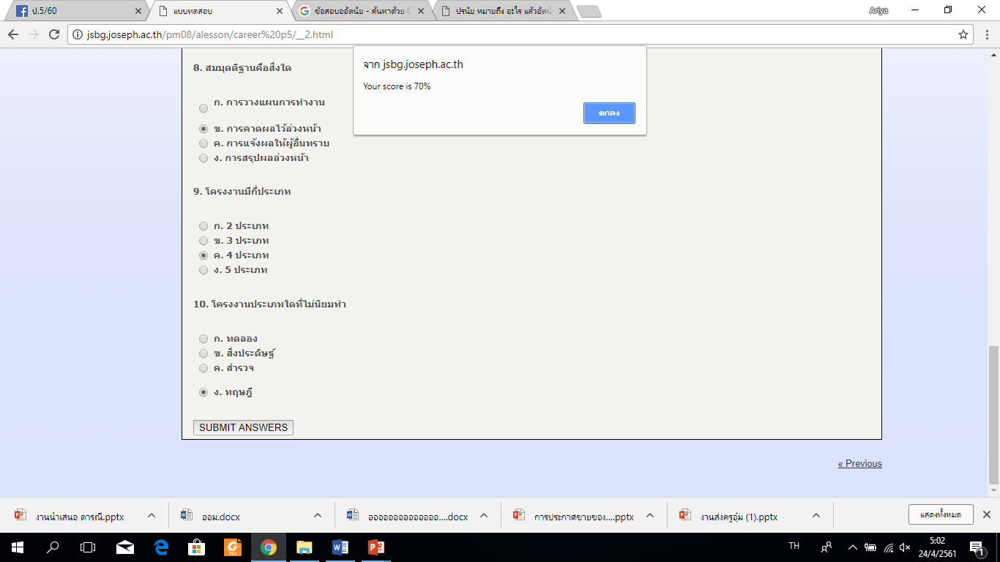 ป.5/60
แบบทดสอบ
ข้อสอบออัตนัย - ค้นหาด้วย G
ปรนัย หมายถึง อะไร แล้วอัตนั
Ariya
jsbg.joseph.ac.th/pm08/alesson/career%20p5/__2.html
จาก jsbg.joseph.ac.th
Your score is 70%
ตกลง
8. สมมุตติฐานคือสิ่งใด
ก. การวางแผนการทำงาน
ข. การคาดผลไว้ล่วงหน้า
ค. การแจ้งผลให้ผู้อื่นทราบ
ง. การสรุปผลล่วงหน้า
9. โครงงานมีกี่ประเภท
ก. 2 ประเภท
ข. 3 ประเภท
ค. 4 ประเภท
ง. 5 ประเภท
10. โครงงานประเภทใดที่ไม่นิยมทำ
ก. ทดลอง
ข. สิ่งประดิษฐ์
ค. สำรวจ
ง. ทฤษฎี
SUBMIT ANSWERS
« Previous
งานนำเสนอ ดารณี.pptx
ออม.docx
ออออออออออออออ....docx
การประกาศขายของ....pptx
งานส่งครูอุ๋ม (1).pptx
แสดงทั้งหมด
TH
5:02
24/4/2561
1